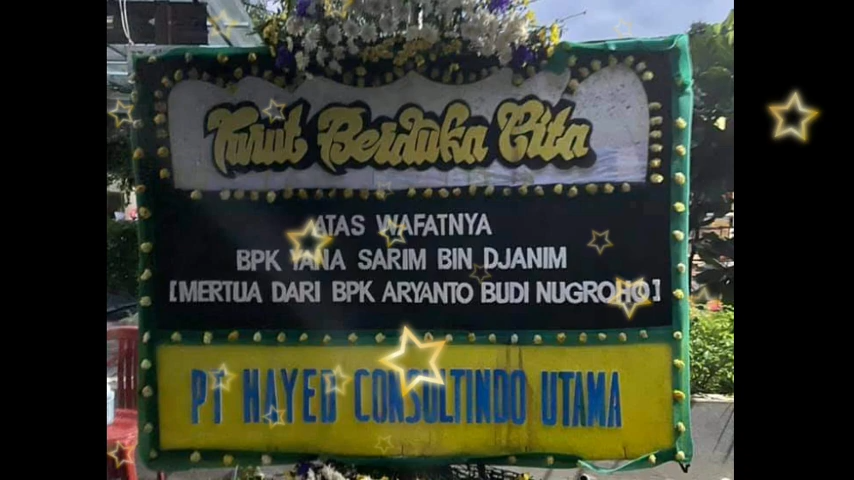 Turut Berduka Cita
ATAS WAFATNYA
BPK YANA SARIM BIN DJANIM
[MERTUA DARI BPK ARYANTO BUDI NUGROHO]
PT HAYED CONSULTINDO UTAMA